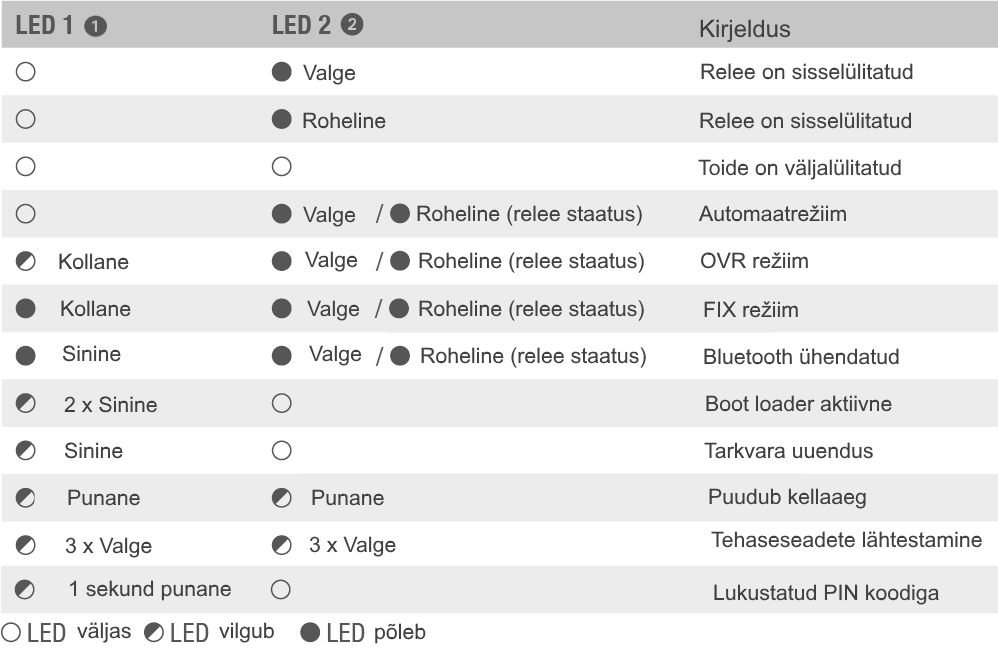 LED 1 1 LED 2 2 Kirjeldus
Valge Relee on sisselülitatud
Roheline Relee on sisselülitatud
Toide on väljalülitatud
Valge / Roheline (relee staatus) Automaatrežiim
Kollane Valge / Roheline (relee staatus) OVR režiim
Kollane Valge / Roheline (relee staatus) FIX režiim
Sinine Valge / Roheline (relee staatus) Bluetooth ühendatud
2 x Sinine Boot loader aktiivne
Sinine Tarkvara uuendus
Punane Punane Puudub kellaaeg
3 x Valge 3 x Valge Tehaseseadete lähtestamine
1 sekund punane Lukustatud PIN koodiga
LED väljas LED vilgub LED põleb